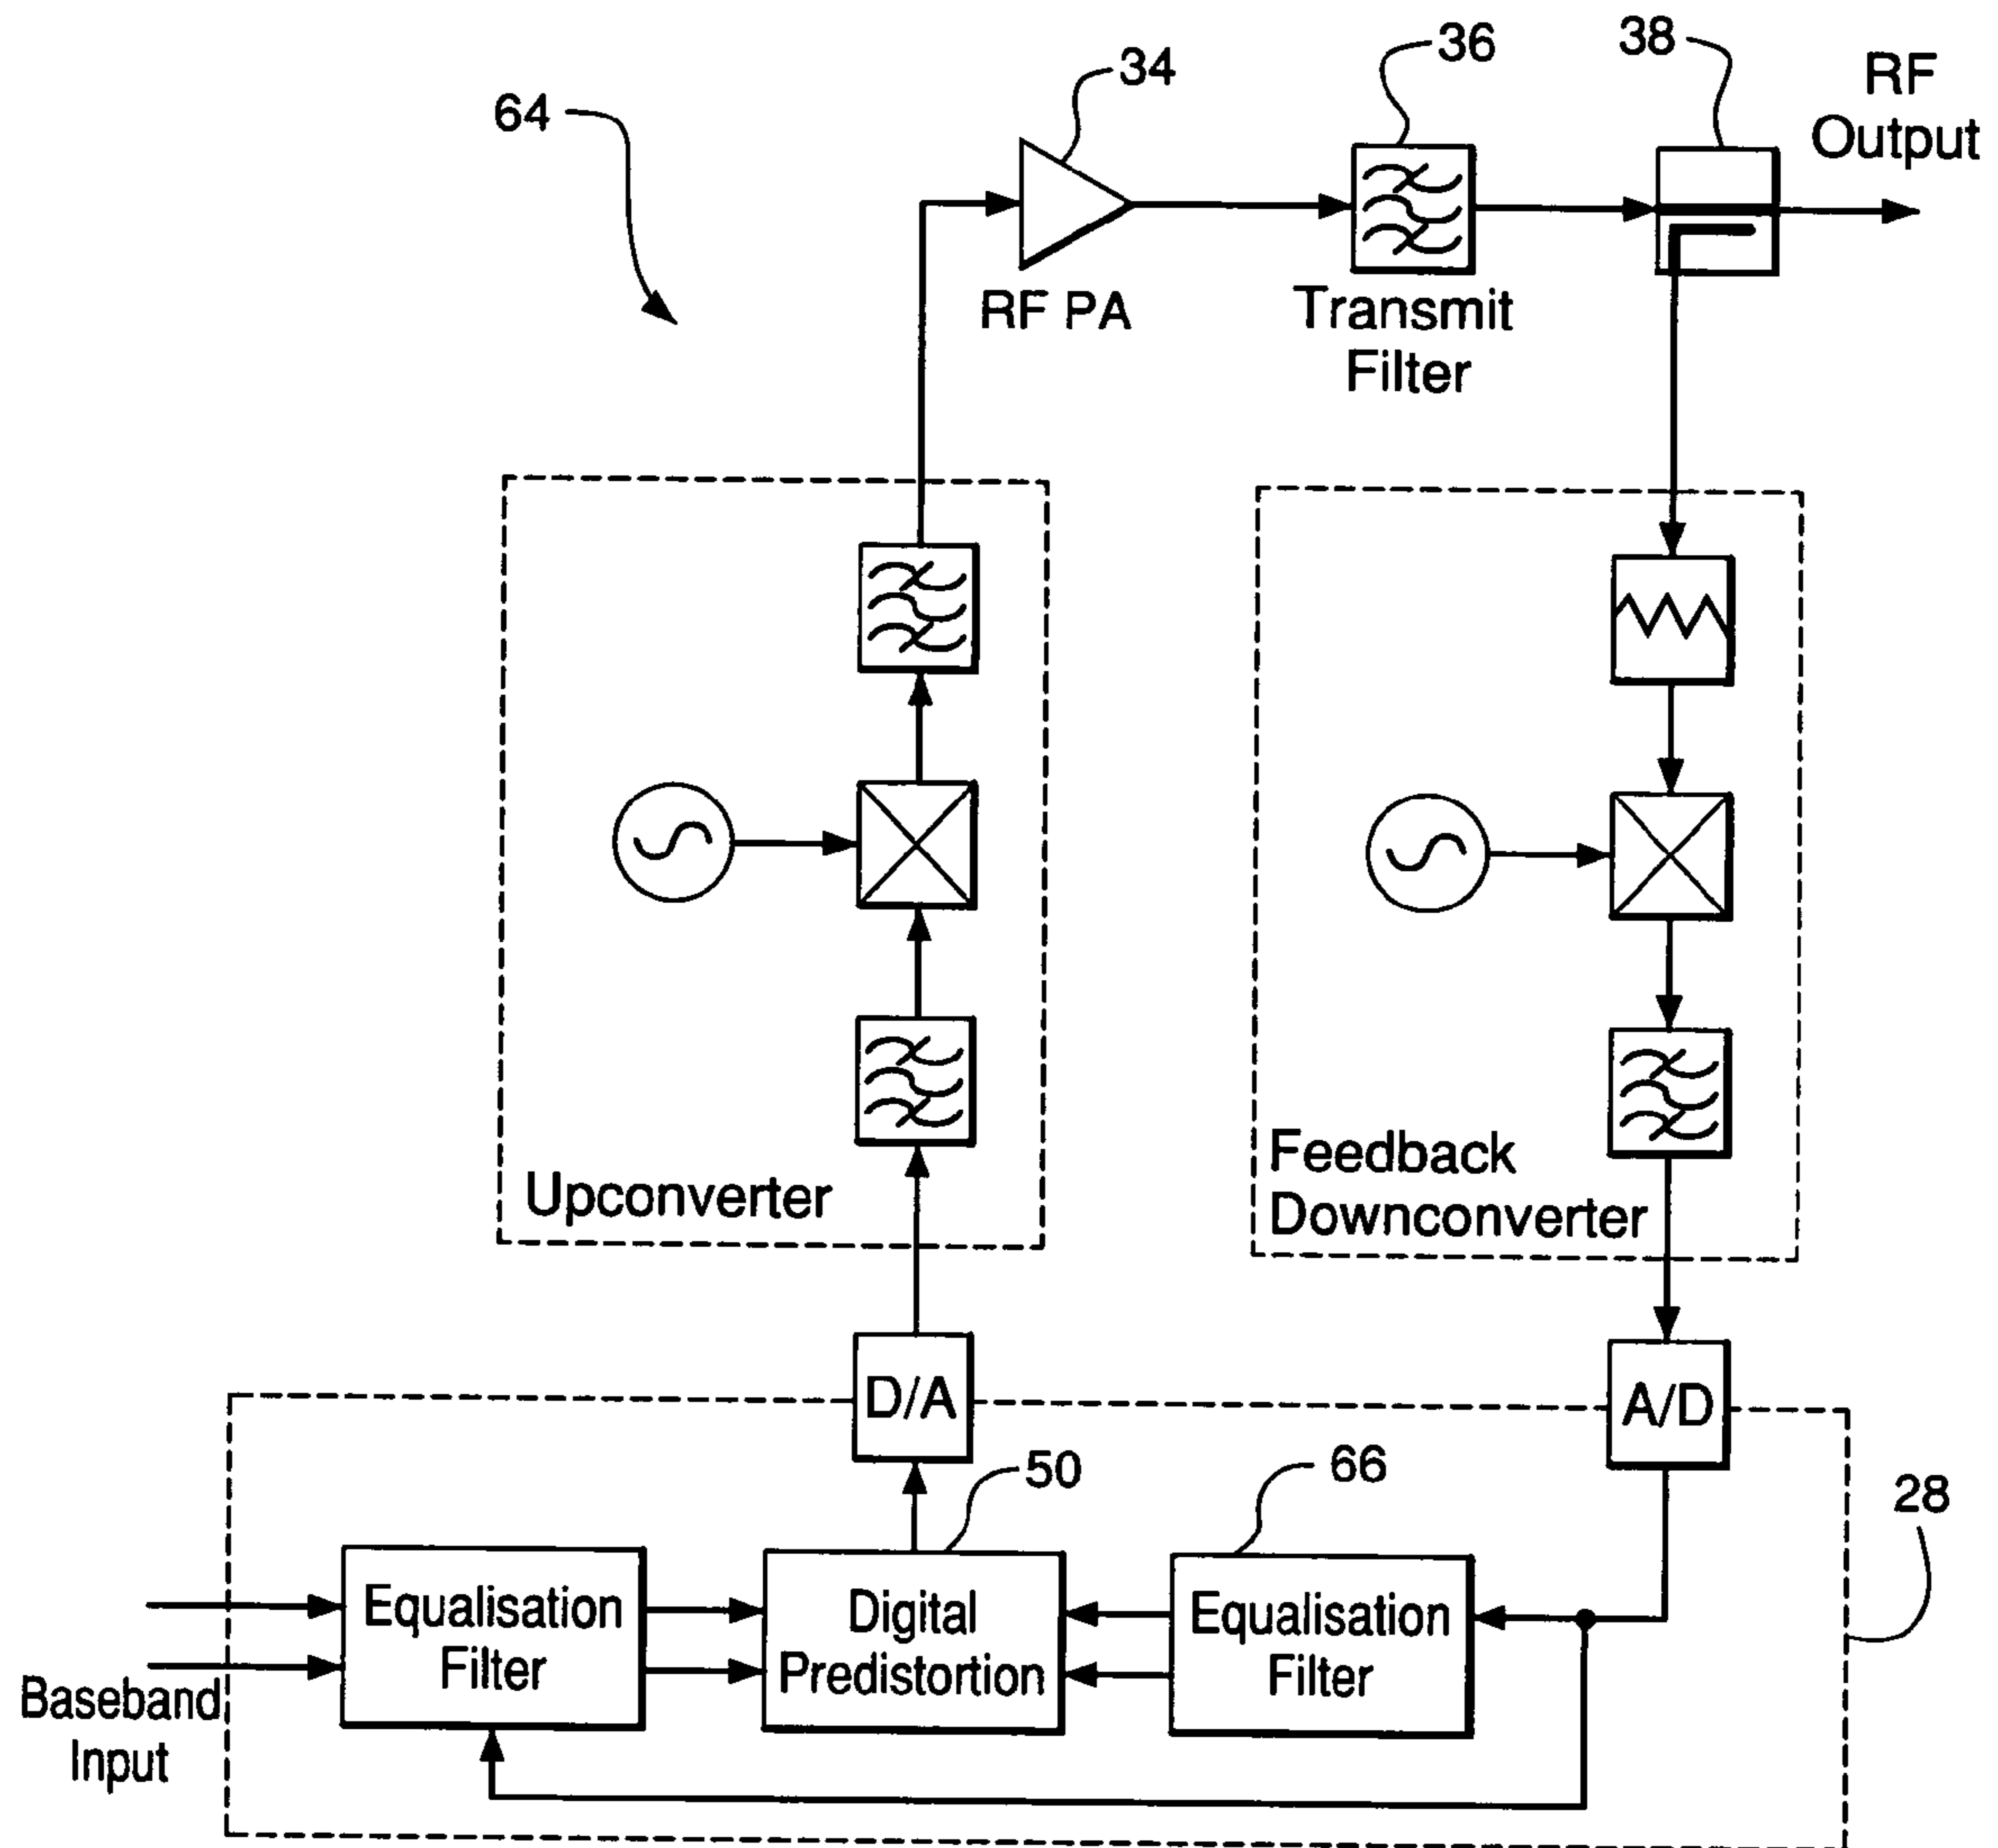 64
34
36
38
RF
Output
RF PA
Transmit
Filter
Upconverter
Feedback
Downconverter
D/A
A/D
50
66
28
Equalisation
Filter
Digital
Predistortion
Equalisation
Filter
Baseband
Input